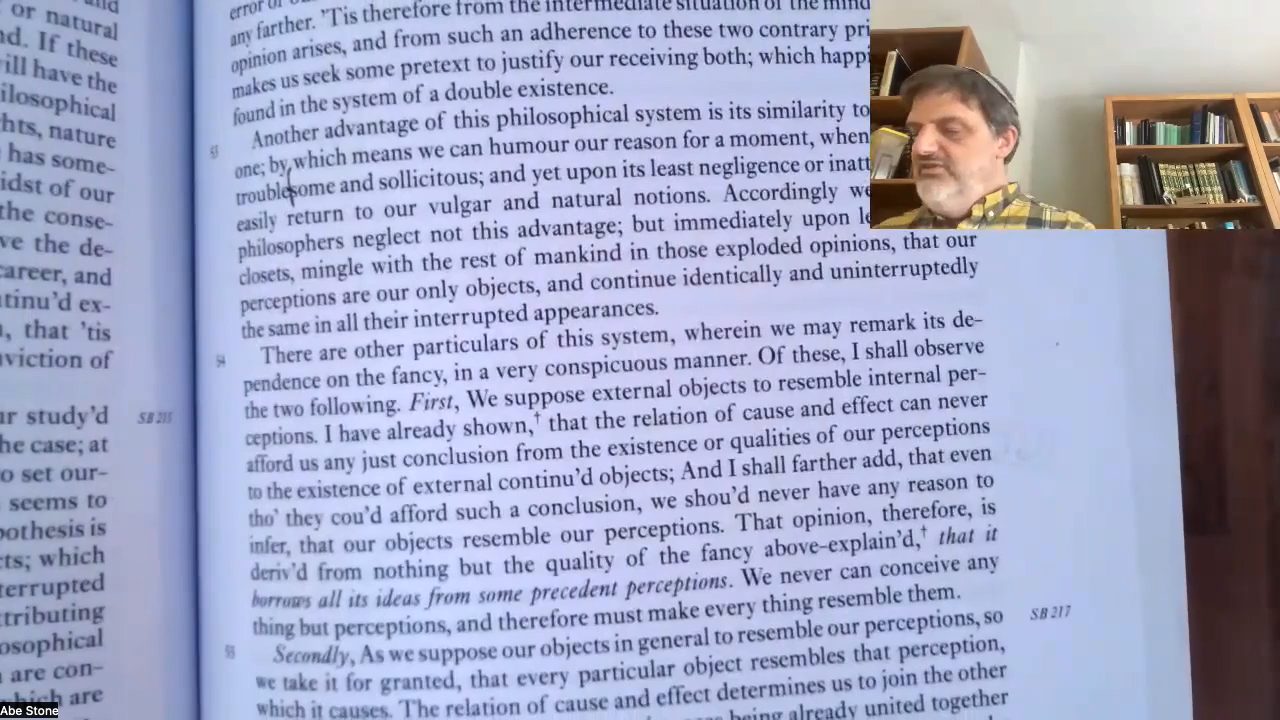 or natural
nd. If these
will have the
ilosophical
hts, nature
has some-
idst of our
the conse-
ve the de-
career, and
tinu'd ex-
, that 'tis
viction of
ur study'd
he case; at
o set our-
seems to
pothesis is
cts; which
terrupted
ttributing
osophical
are con-
which are
SB 215
any farther. 'Tis therefore from the intermediate situation of the mind
opinion arises, and from such an adherence to these two contrary pri
makes us seek some pretext to justify our receiving both; which happi
found in the system of a double existence.
53
Another advantage of this philosophical system is its similarity to
one; by which means we can humour our reason for a moment, when
troublesome and sollicitous; and yet upon its least negligence or inatt
easily return to our vulgar and natural notions. Accordingly we
philosophers neglect not this advantage; but immediately upon le
closets, mingle with the rest of mankind in those exploded opinions, that our
perceptions are our only objects, and continue identically and uninterruptedly
the same in all their interrupted appearances.
54
There are other particulars of this system, wherein we may remark its de-
pendence on the fancy, in a very conspicuous manner. Of these, I shall observe
the two following. First, We suppose external objects to resemble internal per-
ceptions. I have already shown,† that the relation of cause and effect can never
afford us any just conclusion from the existence or qualities of our perceptions
to the existence of external continu'd objects; And I shall farther add, that even
tho' they cou'd afford such a conclusion, we shou'd never have any reason to
infer, that our objects resemble our perceptions. That opinion, therefore, is
deriv'd from nothing but the quality of the fancy above-explain'd,† that it
borrows all its ideas from some precedent perceptions. We never can conceive any
thing but perceptions, and therefore must make every thing resemble them.
55
Secondly, As we suppose our objects in general to resemble our perceptions, so
we take it for granted, that every particular object resembles that perception,
which it causes. The relation of cause and effect determines us to join the other
being already united together
SB 217
Abe Stone